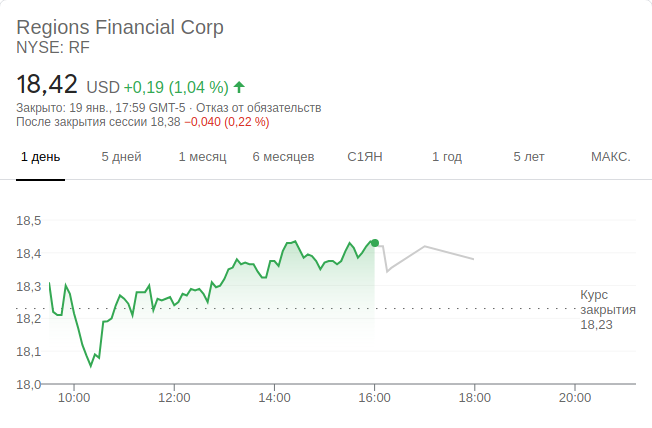 Regions Financial Corp
NYSE: RF
18,42 USD +0,19 (1,04 %)
Закрыто: 19 янв., 17:59 GMT-5 · Отказ от обязательств
После закрытия сессии 18,38 −0,040 (0,22 %)
1 день 5 дней 1 месяц 6 месяцев С1ЯН 1 год 5 лет МАКС.
18,5
18,4
18,3
Курс
закрытия
18,23
18,2
18,1
18,0
10:00 12:00 14:00 16:00 18:00 20:00